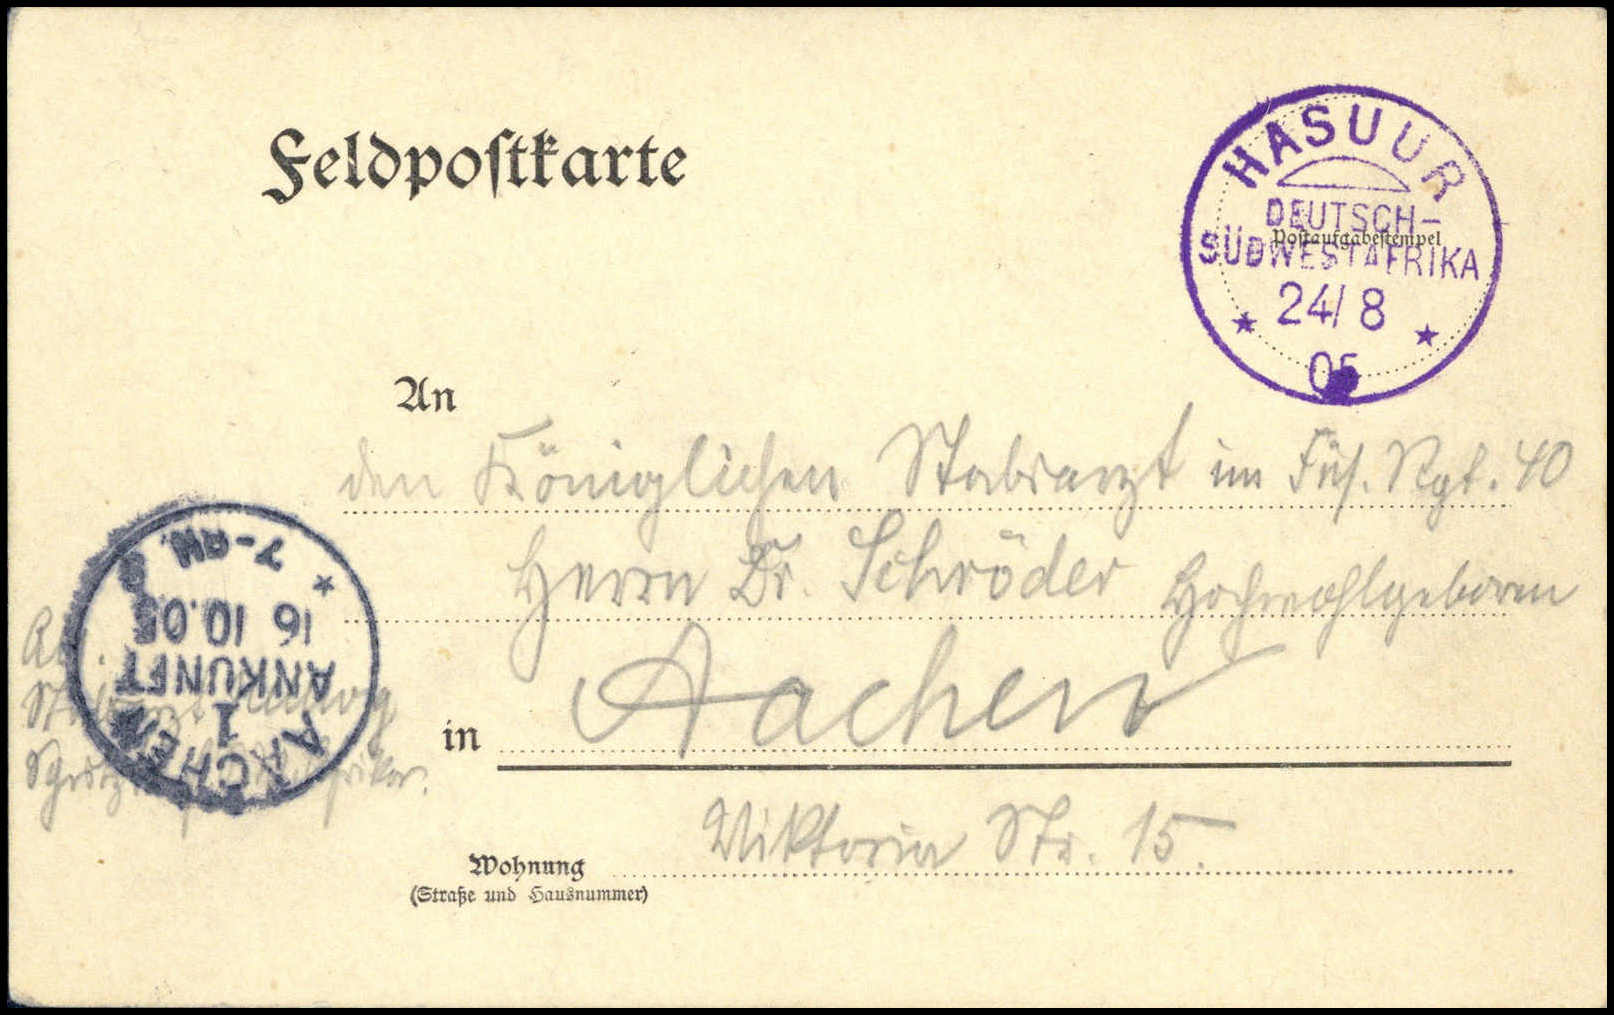 Feldpostkarte
HASUUR
DEUTSCH-
SÜDWESTAFRIKA
Postaufgabestempel
24/8
05
An
den Königlichen Stabsarzt im Füs. Rgt. 40
Herrn Dr. Schröder Hochwohlgeboren
in Aachen
Viktoria Str. 15.
Wohnung
(Straße und Hausnummer)
AACHEN
1
ANKUNFT
16 10.05
7-8N.